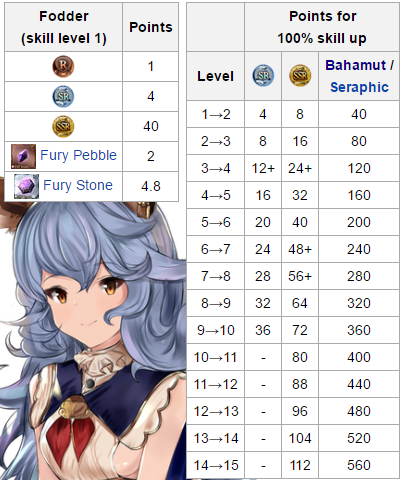 Fodder Points
(skill level 1)
R 1
SR 4
SSR 40
Fury Pebble 2
Fury Stone 4.8
Points for
100% skill up
Level SR SSR Bahamut /
Seraphic
1→2 4 8 40
2→3 8 16 80
3→4 12+ 24+ 120
4→5 16 32 160
5→6 20 40 200
6→7 24 48+ 240
7→8 28 56+ 280
8→9 32 64 320
9→10 36 72 360
10→11 - 80 400
11→12 - 88 440
12→13 - 96 480
13→14 - 104 520
14→15 - 112 560